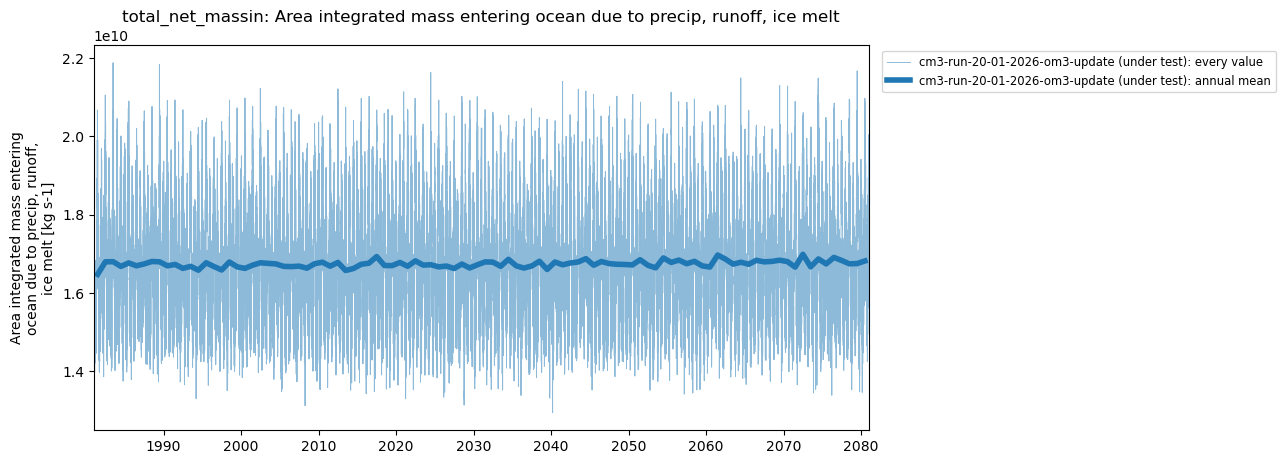 total_net_massin: Area integrated mass entering ocean due to precip, runoff, ice melt
1e10
2.2
2.0
1.8
1.6
1.4
Area integrated mass entering
ocean due to precip, runoff,
ice melt [kg s-1]
1990
2000
2010
2020
2030
2040
2050
2060
2070
2080
cm3-run-20-01-2026-om3-update (under test): every value
cm3-run-20-01-2026-om3-update (under test): annual mean